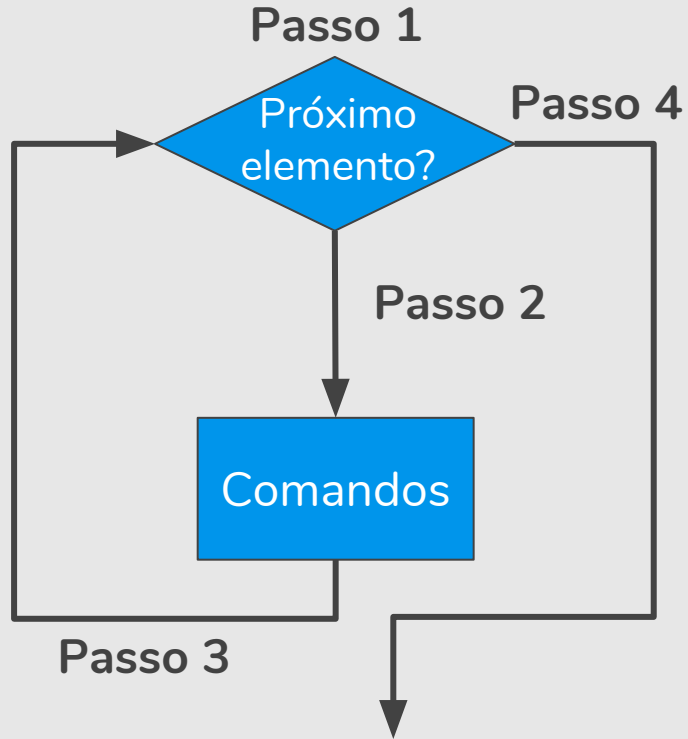 Passo 1
Próximo
elemento?
Passo 4
Passo 2
Comandos
Passo 3